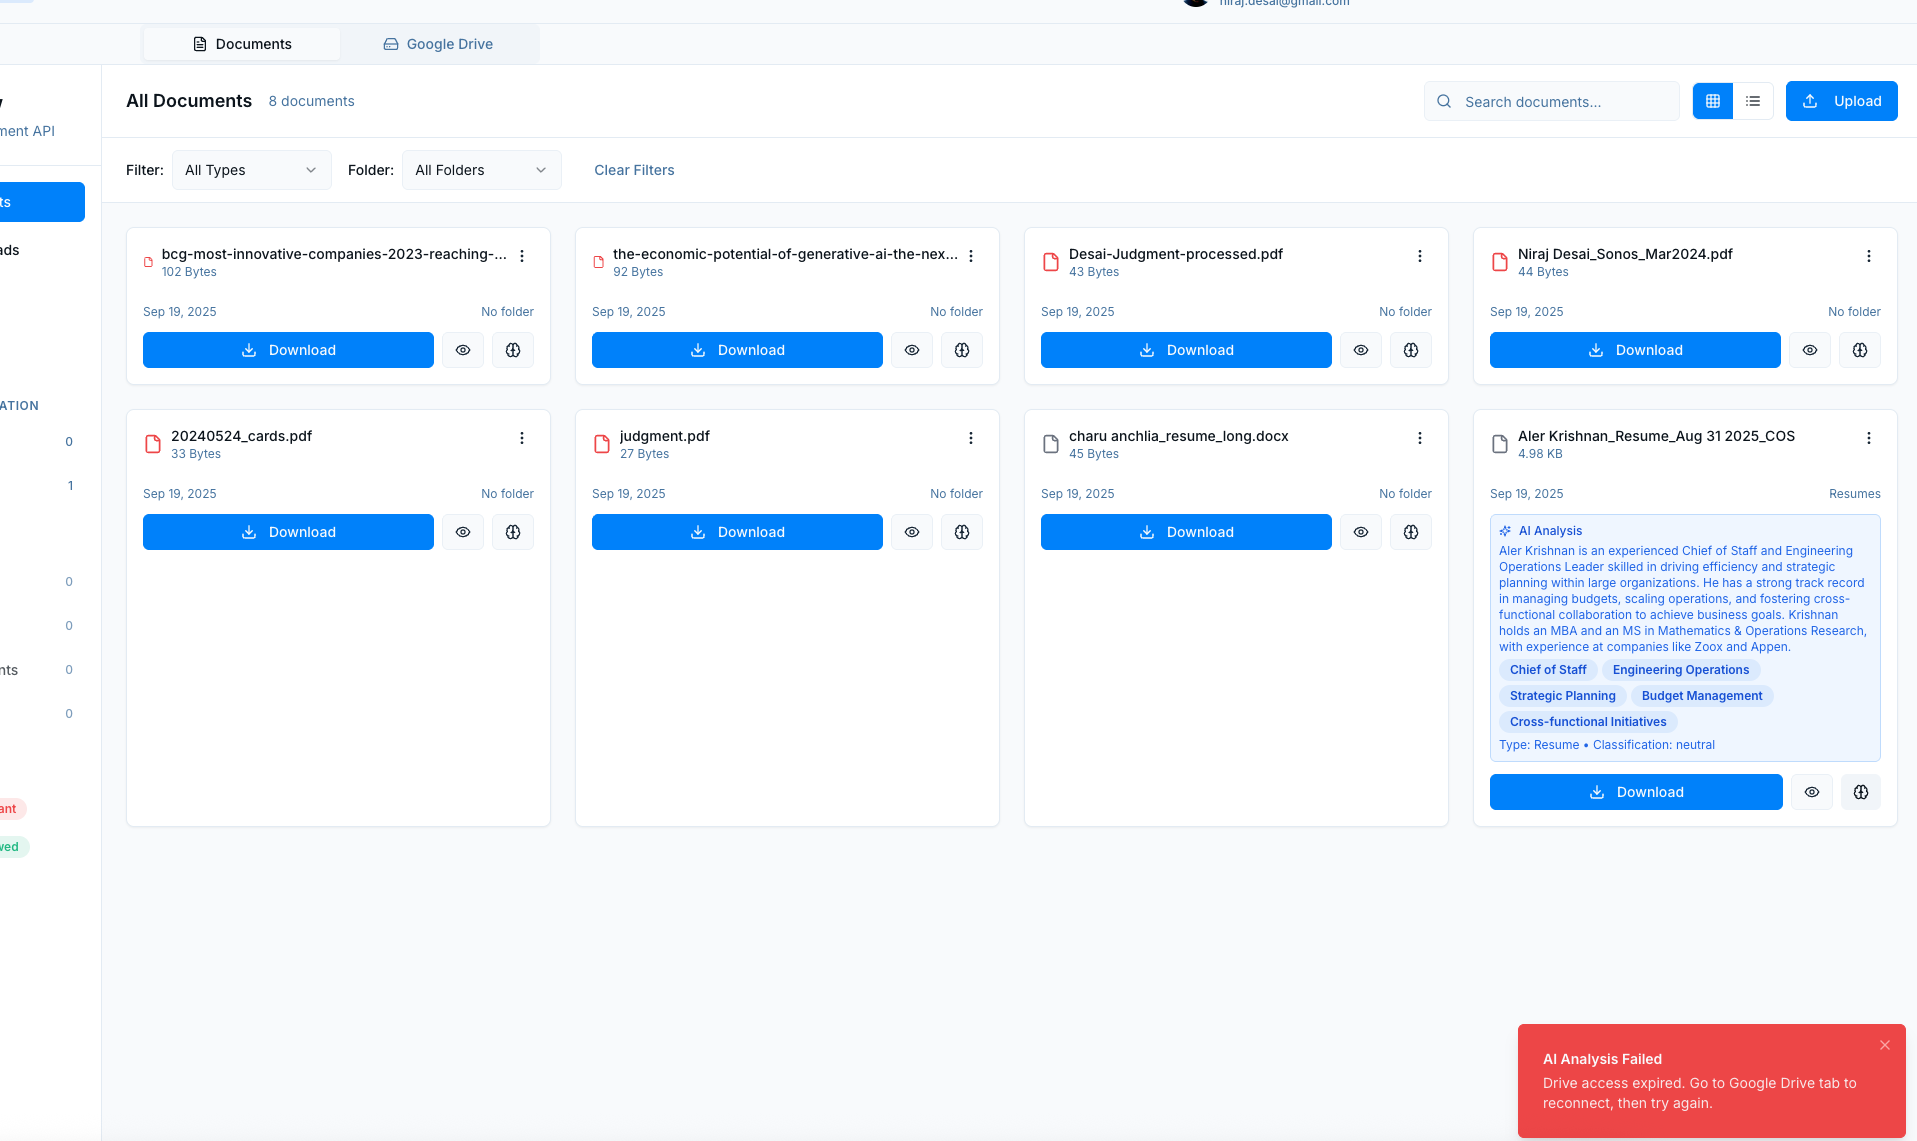 niraj.desai@gmail.com
Documents
Google Drive
ment API
All Documents
8 documents
Search documents...
Upload
Filter:
All Types
Folder:
All Folders
Clear Filters
ts
ads
ATION
0
1
0
0
nts
0
0
ant
wed
bcg-most-innovative-companies-2023-reaching-...
102 Bytes
Sep 19, 2025
No folder
Download
the-economic-potential-of-generative-ai-the-nex...
92 Bytes
Sep 19, 2025
No folder
Download
Desai-Judgment-processed.pdf
43 Bytes
Sep 19, 2025
No folder
Download
Niraj Desai_Sonos_Mar2024.pdf
44 Bytes
Sep 19, 2025
No folder
Download
20240524_cards.pdf
33 Bytes
Sep 19, 2025
No folder
Download
judgment.pdf
27 Bytes
Sep 19, 2025
No folder
Download
charu anchlia_resume_long.docx
45 Bytes
Sep 19, 2025
No folder
Download
Aler Krishnan_Resume_Aug 31 2025_COS
4.98 KB
Sep 19, 2025
Resumes
AI Analysis
Aler Krishnan is an experienced Chief of Staff and Engineering
Operations Leader skilled in driving efficiency and strategic
planning within large organizations. He has a strong track record
in managing budgets, scaling operations, and fostering cross-
functional collaboration to achieve business goals. Krishnan
holds an MBA and an MS in Mathematics & Operations Research,
with experience at companies like Zoox and Appen.
Chief of Staff
Engineering Operations
Strategic Planning
Budget Management
Cross-functional Initiatives
Type: Resume • Classification: neutral
Download
AI Analysis Failed
Drive access expired. Go to Google Drive tab to
reconnect, then try again.